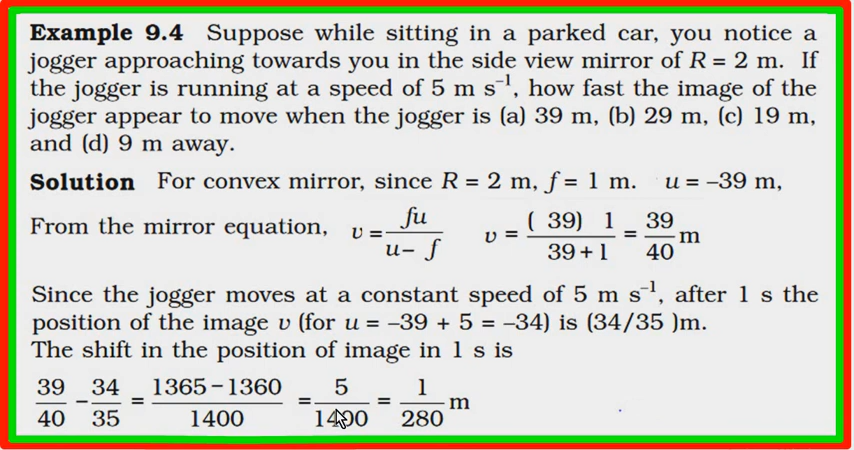 Example 9.4 Suppose while sitting in a parked car, you notice a
jogger approaching towards you in the side view mirror of R = 2 m. If
the jogger is running at a speed of 5 m s⁻¹, how fast the image of the
jogger appear to move when the jogger is (a) 39 m, (b) 29 m, (c) 19 m,
and (d) 9 m away.
Solution For convex mirror, since R = 2 m, f = 1 m. u = –39 m,
From the mirror equation, v = fu/(u– f) v = (39) 1/(39+1) = 39/40 m
Since the jogger moves at a constant speed of 5 m s⁻¹, after 1 s the
position of the image v (for u = –39 + 5 = –34) is (34/35 )m.
The shift in the position of image in 1 s is
39/40 – 34/35 = (1365–1360)/1400 = 5/1400 = 1/280 m